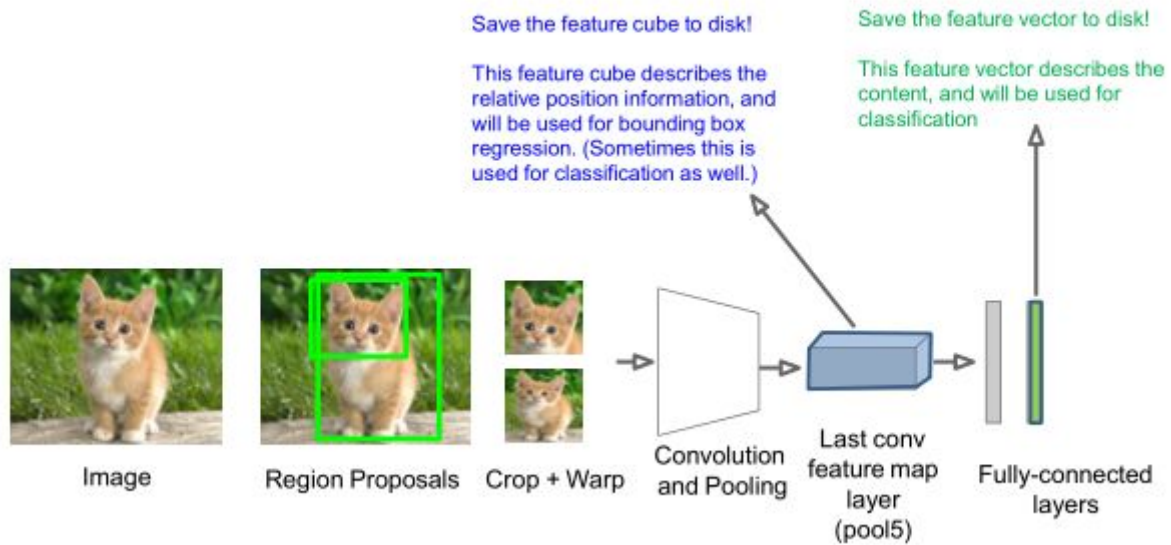 Save the feature cube to disk!
This feature cube describes the
relative position information, and
will be used for bounding box
regression. (Sometimes this is
used for classification as well.)
Save the feature vector to disk!
This feature vector describes the
content, and will be used for
classification
Image
Region Proposals
Crop + Warp
Convolution
and Pooling
Last conv
feature map
layer
(pool5)
Fully-connected
layers